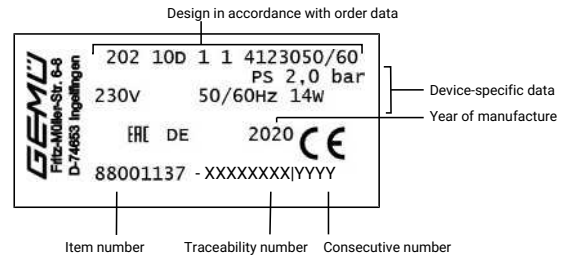 Design in accordance with order data
GEMÜ
Fritz-Müller-Str. 6-8
D-74653 Ingelfingen
202 10D 1 1 4123050/60
PS 2,0 bar
230V 50/60Hz 14W
Device-specific data
Year of manufacture
EAC DE 2020 CE
88001137 -XXXXXXXX|YYYY
Item number Traceability number Consecutive number